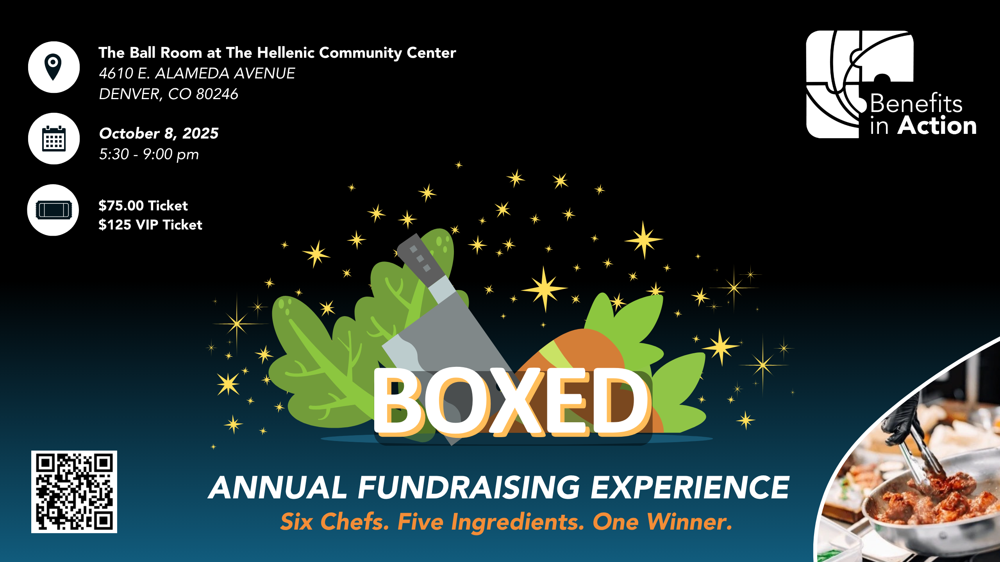 The Ball Room at The Hellenic Community Center
4610 E. ALAMEDA AVENUE
DENVER, CO 80246
October 8, 2025
5:30 - 9:00 pm
$75.00 Ticket
$125 VIP Ticket
Benefits
in Action
BOXED
ANNUAL FUNDRAISING EXPERIENCE
Six Chefs. Five Ingredients. One Winner.